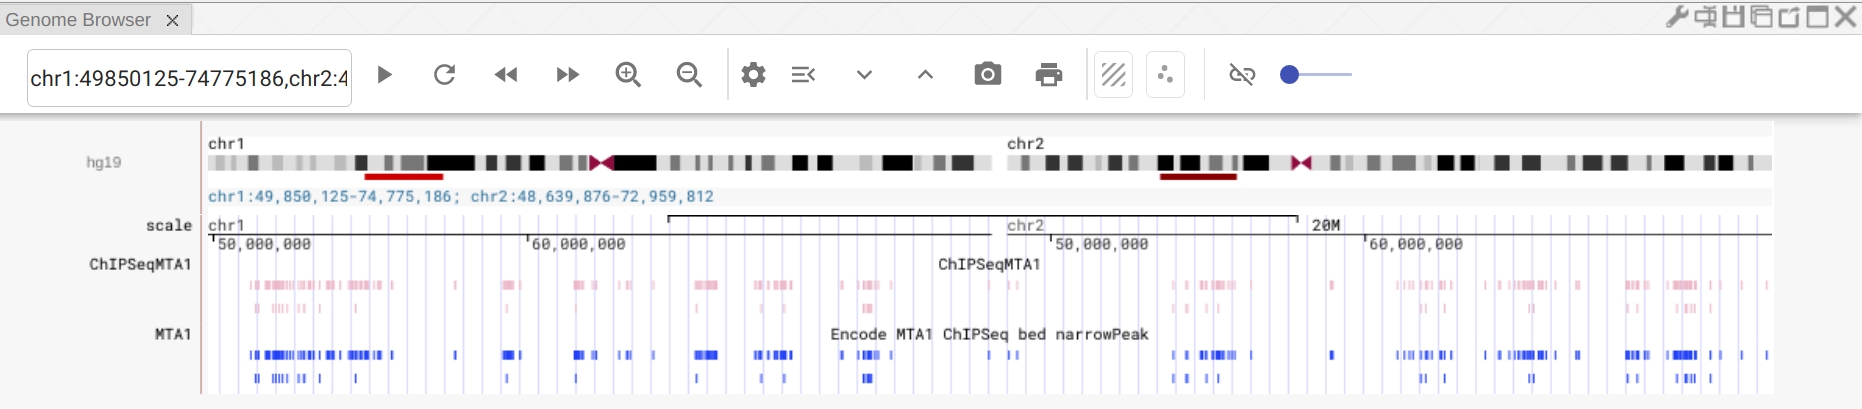 Genome Browser
chr1:49850125-74775186,chr2:4
chr1 chr2
hg19
chr1:49,850,125-74,775,186; chr2:48,639,876-72,959,812
scale chr1 chr2 20M
50,000,000 60,000,000 50,000,000 60,000,000
ChIPSeqMTA1 ChIPSeqMTA1
MTA1 Encode MTA1 ChIPSeq bed narrowPeak